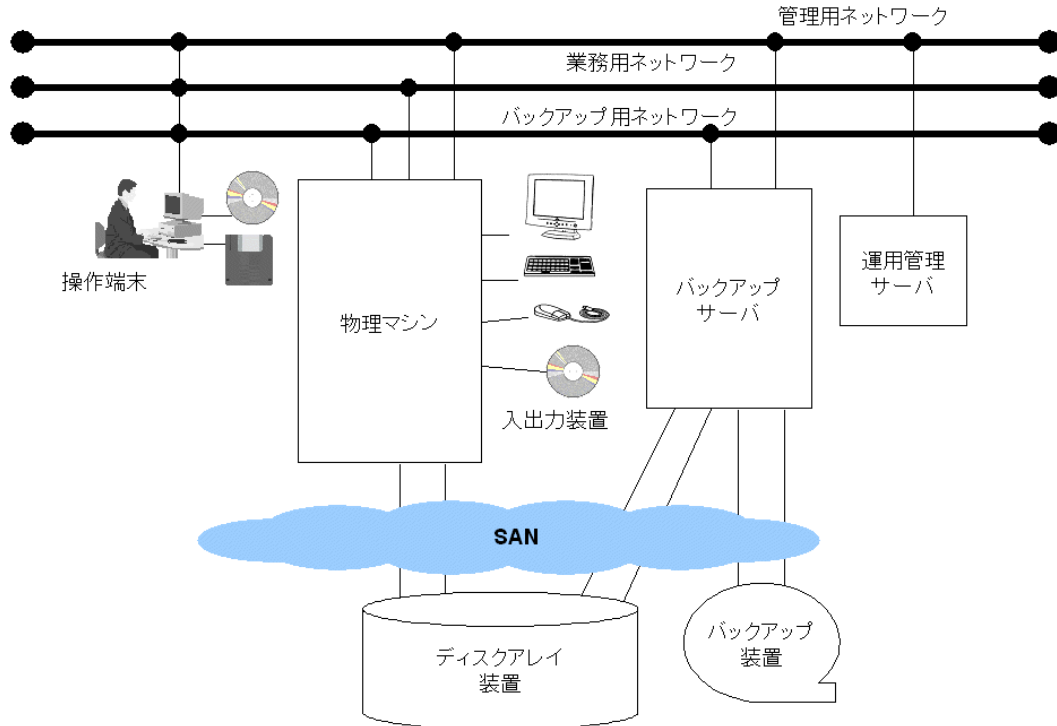 管理用ネットワーク
業務用ネットワーク
バックアップ用ネットワーク
操作端末
物理マシン
入出力装置
バックアップ
サーバ
運用管理
サーバ
SAN
ディスクアレイ
装置
バックアップ
装置